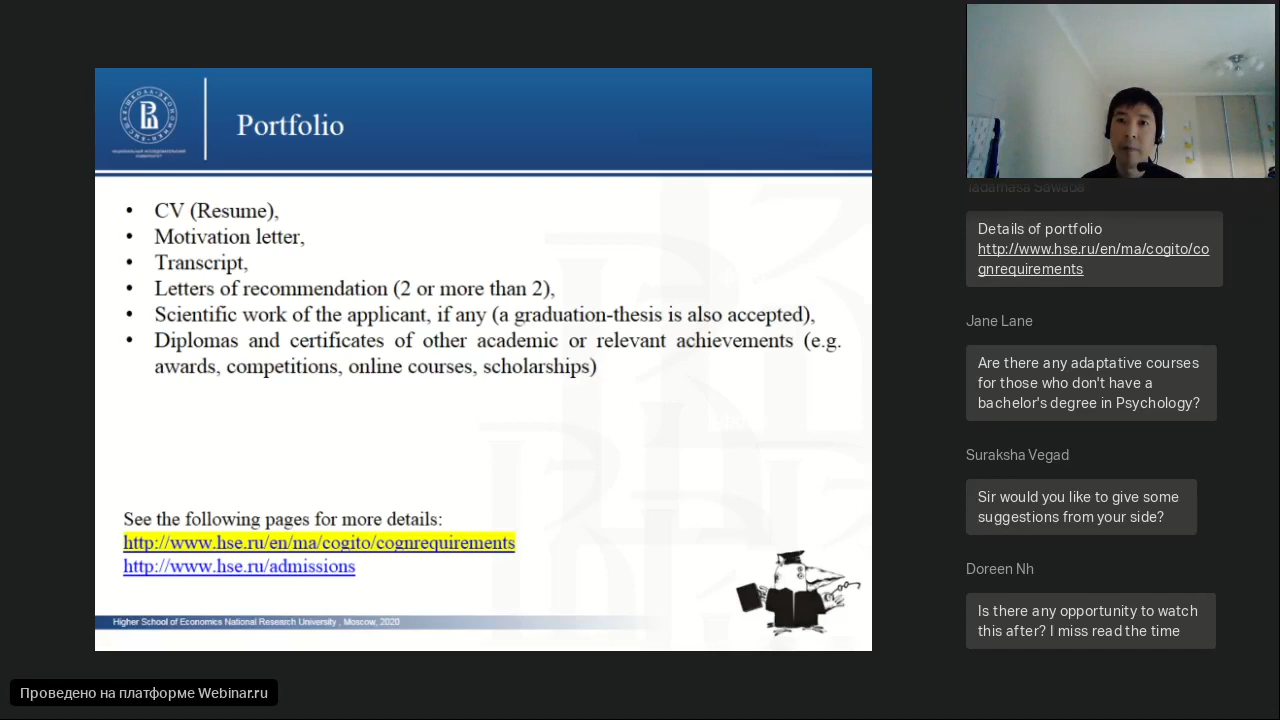 Portfolio
• CV (Resume),
• Motivation letter,
• Transcript,
• Letters of recommendation (2 or more than 2),
• Scientific work of the applicant, if any (a graduation-thesis is also accepted),
• Diplomas and certificates of other academic or relevant achievements (e.g.
awards, competitions, online courses, scholarships)
See the following pages for more details:
http://www.hse.ru/en/ma/cogito/cognrequirements
http://www.hse.ru/admissions
Higher School of Economics National Research University , Moscow, 2020
Проведено на платформе Webinar.ru
Tadamasa Sawada
Details of portfolio
http://www.hse.ru/en/ma/cogito/co
gnrequirements
Jane Lane
Are there any adaptative courses
for those who don't have a
bachelor's degree in Psychology?
Suraksha Vegad
Sir would you like to give some
suggestions from your side?
Doreen Nh
Is there any opportunity to watch
this after? I miss read the time